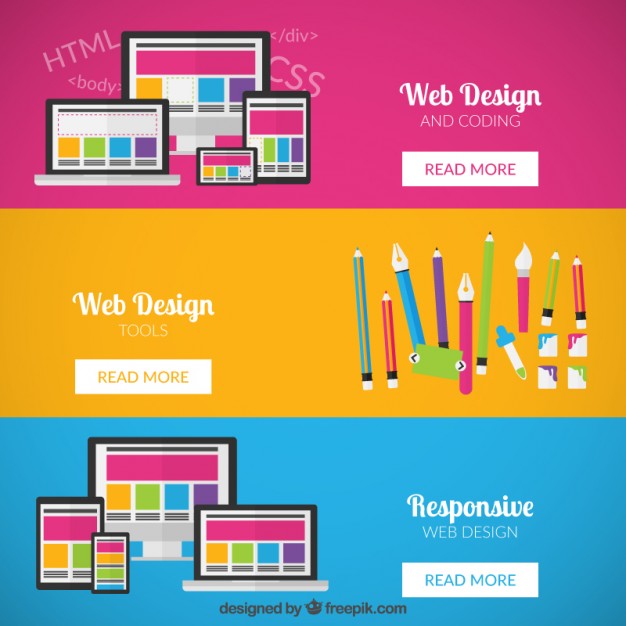 HTML
</div>
<body>
CSS
Web Design
AND CODING
READ MORE
Web Design
TOOLS
READ MORE
Responsive
WEB DESIGN
READ MORE
designed by freepik.com